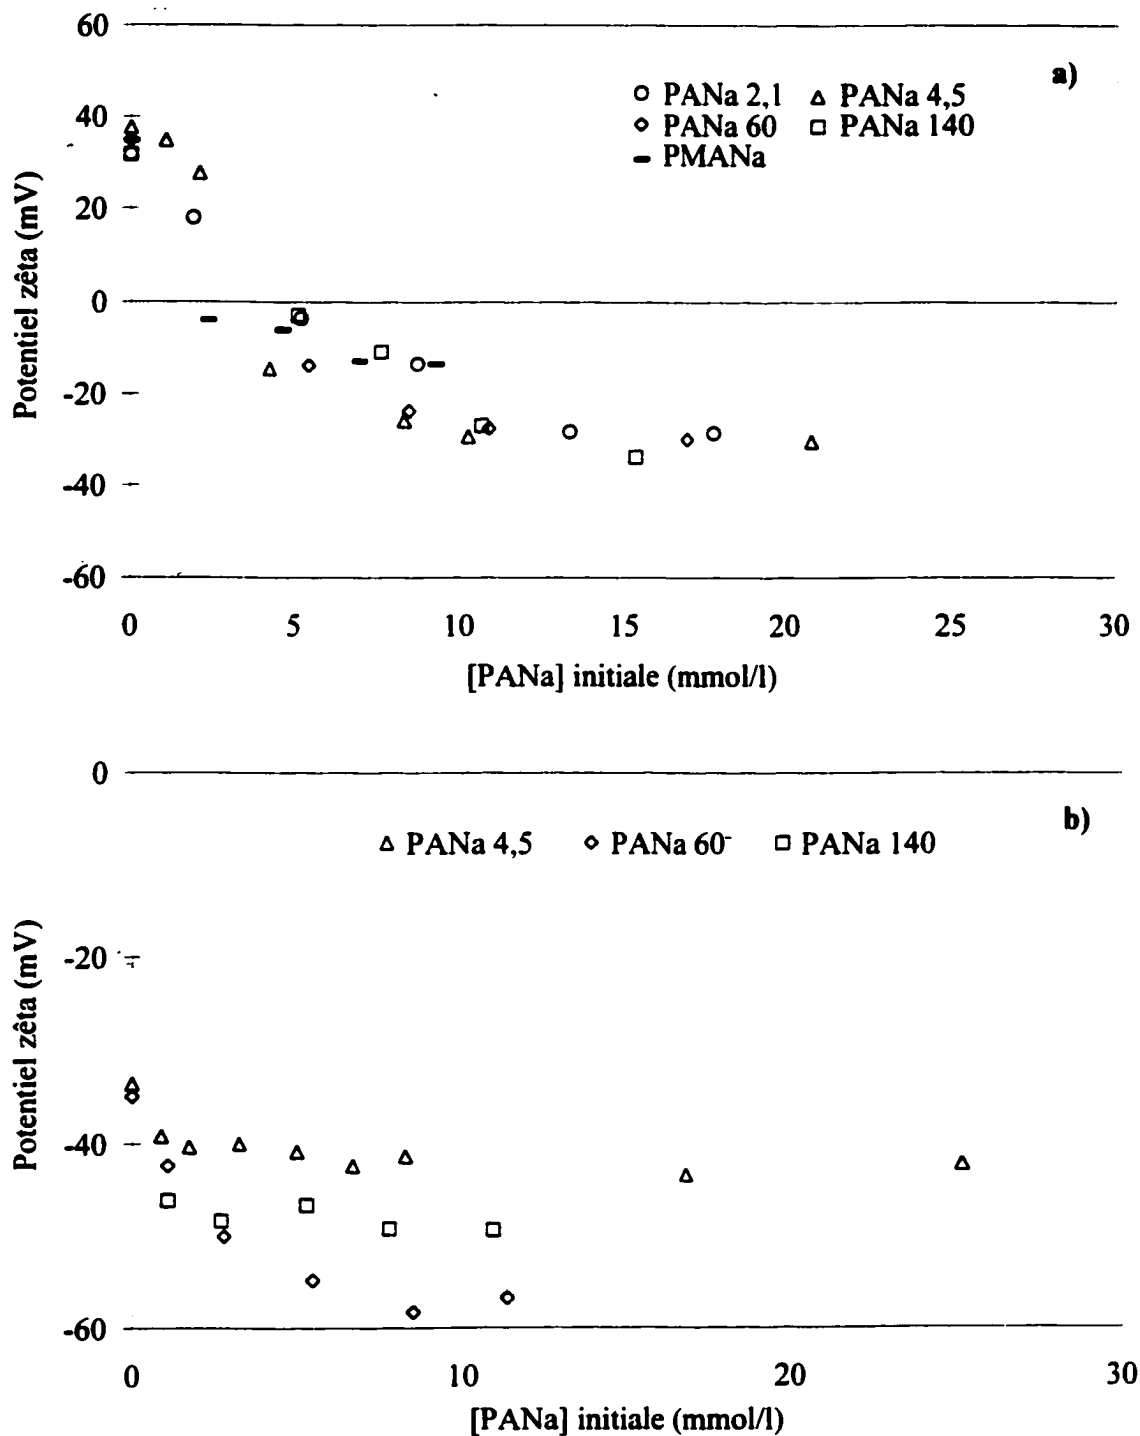 60
a)
PANa 2,1 PANa 4,5
40
PANa 60 PANa 140
PMANa
20
0
-20
-40
-60
Potentiel zêta (mV)
0 5 10 15 20 25 30
[PANa] initiale (mmol/l)
0
b)
PANa 4,5 PANa 60- PANa 140
-20
-40
-60
Potentiel zêta (mV)
0 10 20 30
[PANa] initiale (mmol/l)